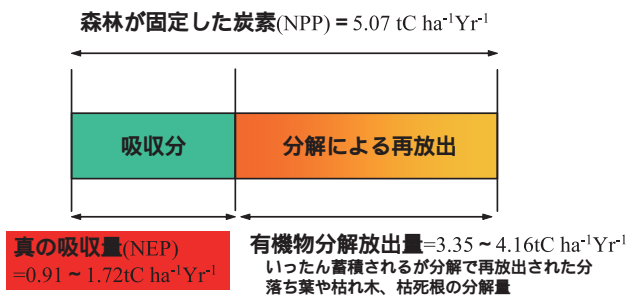 森林が固定した炭素(NPP) = 5.07 tC ha⁻¹Yr⁻¹
吸収分
分解による再放出
真の吸収量(NEP)
=0.91 ~ 1.72tC ha⁻¹Yr⁻¹
有機物分解放出量=3.35 ~ 4.16tC ha⁻¹Yr⁻¹
いったん蓄積されるが分解で再放出された分
落ち葉や枯れ木、枯死根の分解量